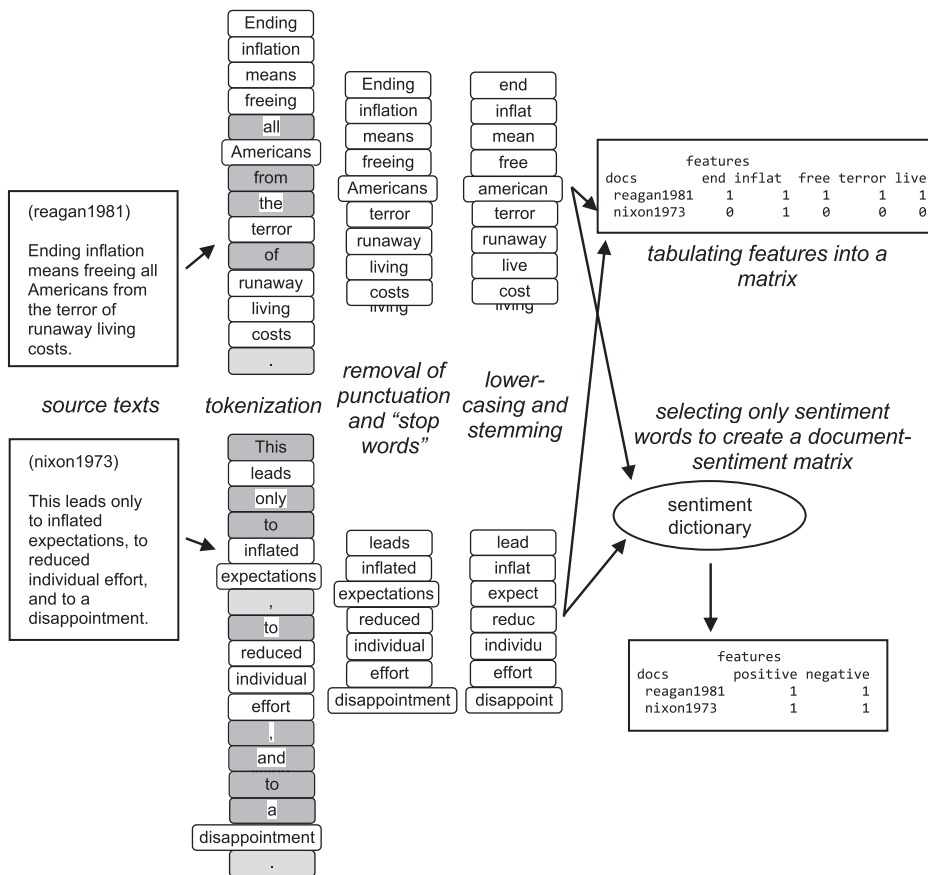 (reagan1981)
Ending inflation
means freeing all
Americans from
the terror of
runaway living
costs.
source texts
(nixon1973)
This leads only
to inflated
expectations, to
reduced
individual effort,
and to a
disappointment.
Ending
inflation
means
freeing
all
Americans
from
the
terror
of
runaway
living
costs
.
tokenization
This
leads
only
to
inflated
expectations
,
to
reduced
individual
effort
,
and
to
a
disappointment
.
Ending
inflation
means
freeing
Americans
terror
runaway
living
costs
living
removal of
punctuation
and “stop
words”
leads
inflated
expectations
reduced
individual
effort
disappointment
end
inflat
mean
free
american
terror
runaway
live
cost
living
lower-
casing and
stemming
lead
inflat
expect
reduc
individu
effort
disappoint
features
docs end inflat free terror live
reagan1981 1 1 1 1 1
nixon1973 0 1 0 0 0
tabulating features into a
matrix
selecting only sentiment
words to create a document-
sentiment matrix
sentiment
dictionary
features
docs positive negative
reagan1981 1 1
nixon1973 1 1